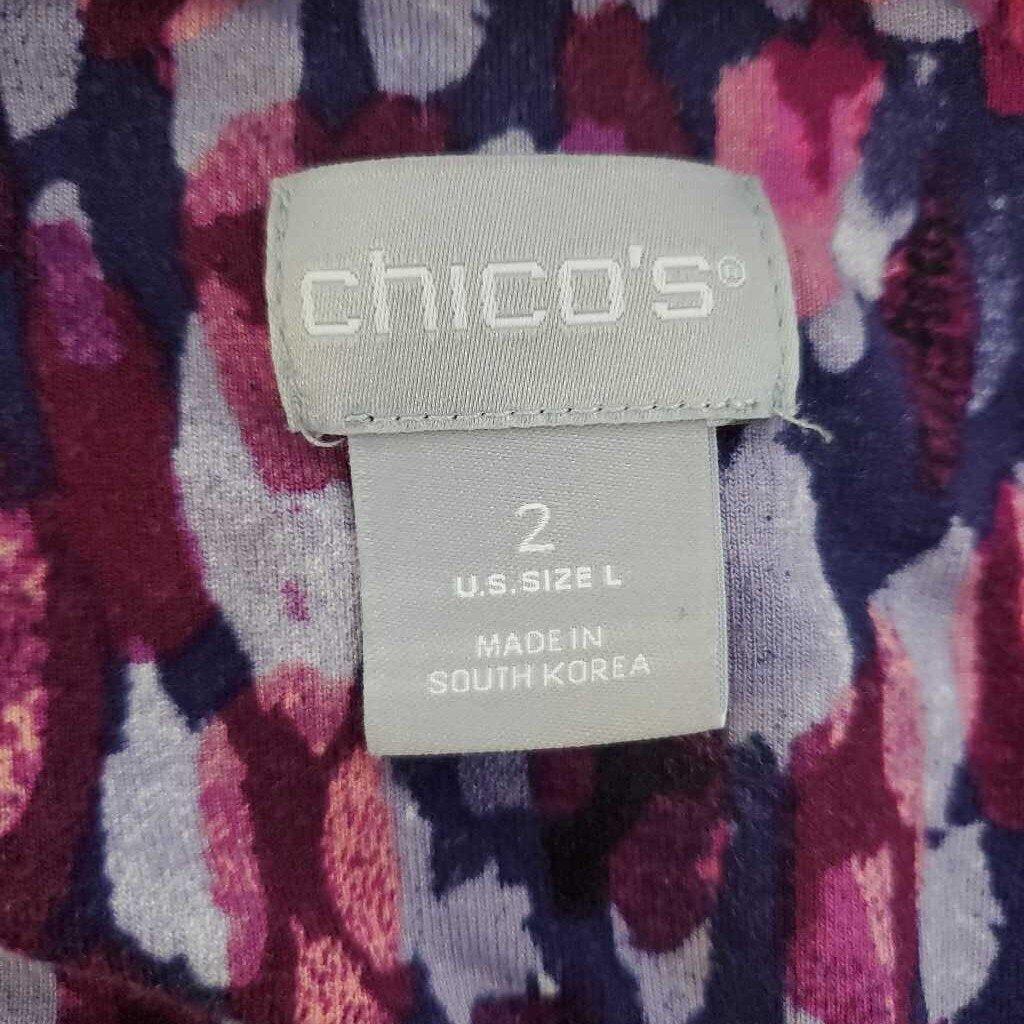 chico's®
2
U.S. SIZE L
MADE IN
SOUTH KOREA